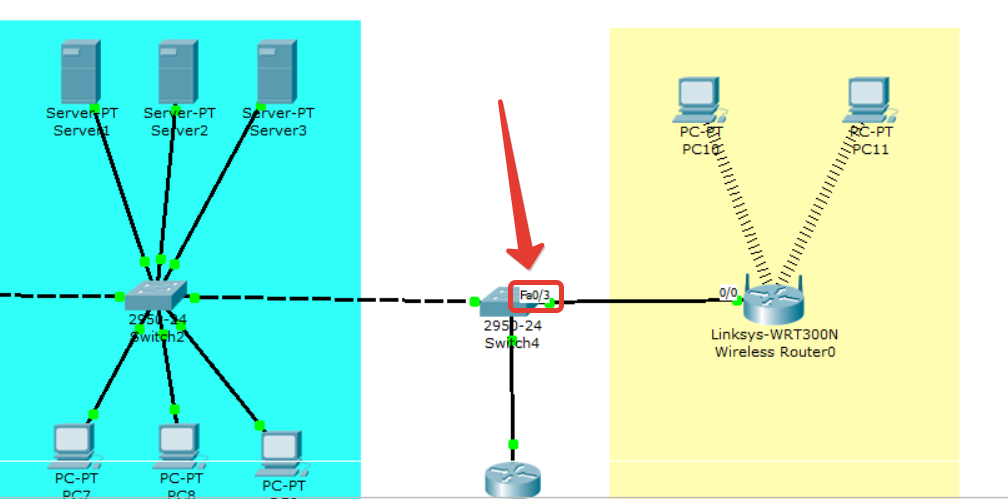 Server-PT
Server1
Server-PT
Server2
Server-PT
Server3
PC-PT
PC10
PC-PT
PC11
Fa0/3
0/0
2950-24
Switch2
2950-24
Switch4
Linksys-WRT300N
Wireless Router0
PC-PT
PC7
PC-PT
PC8
PC-PT